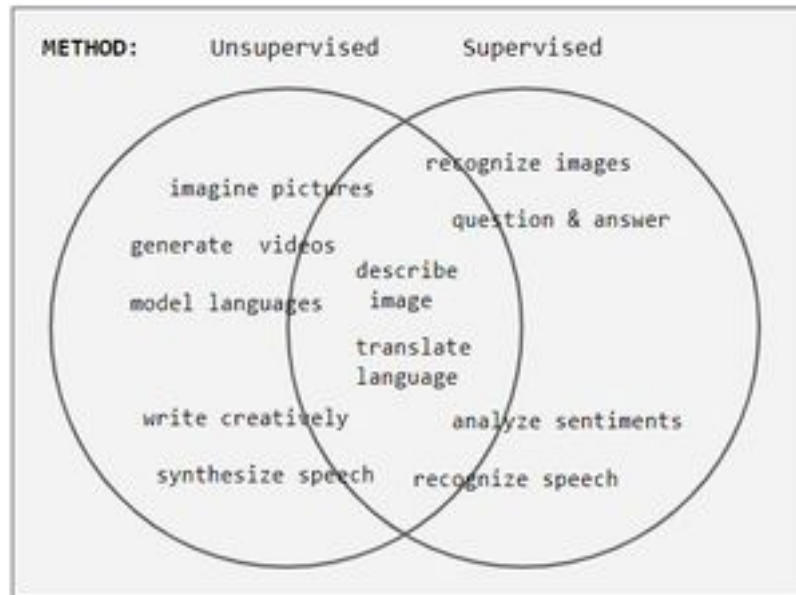 METHOD: Unsupervised Supervised
recognize images
imagine pictures
question & answer
generate videos
describe
image
model languages
translate
language
write creatively
analyze sentiments
synthesize speech
recognize speech